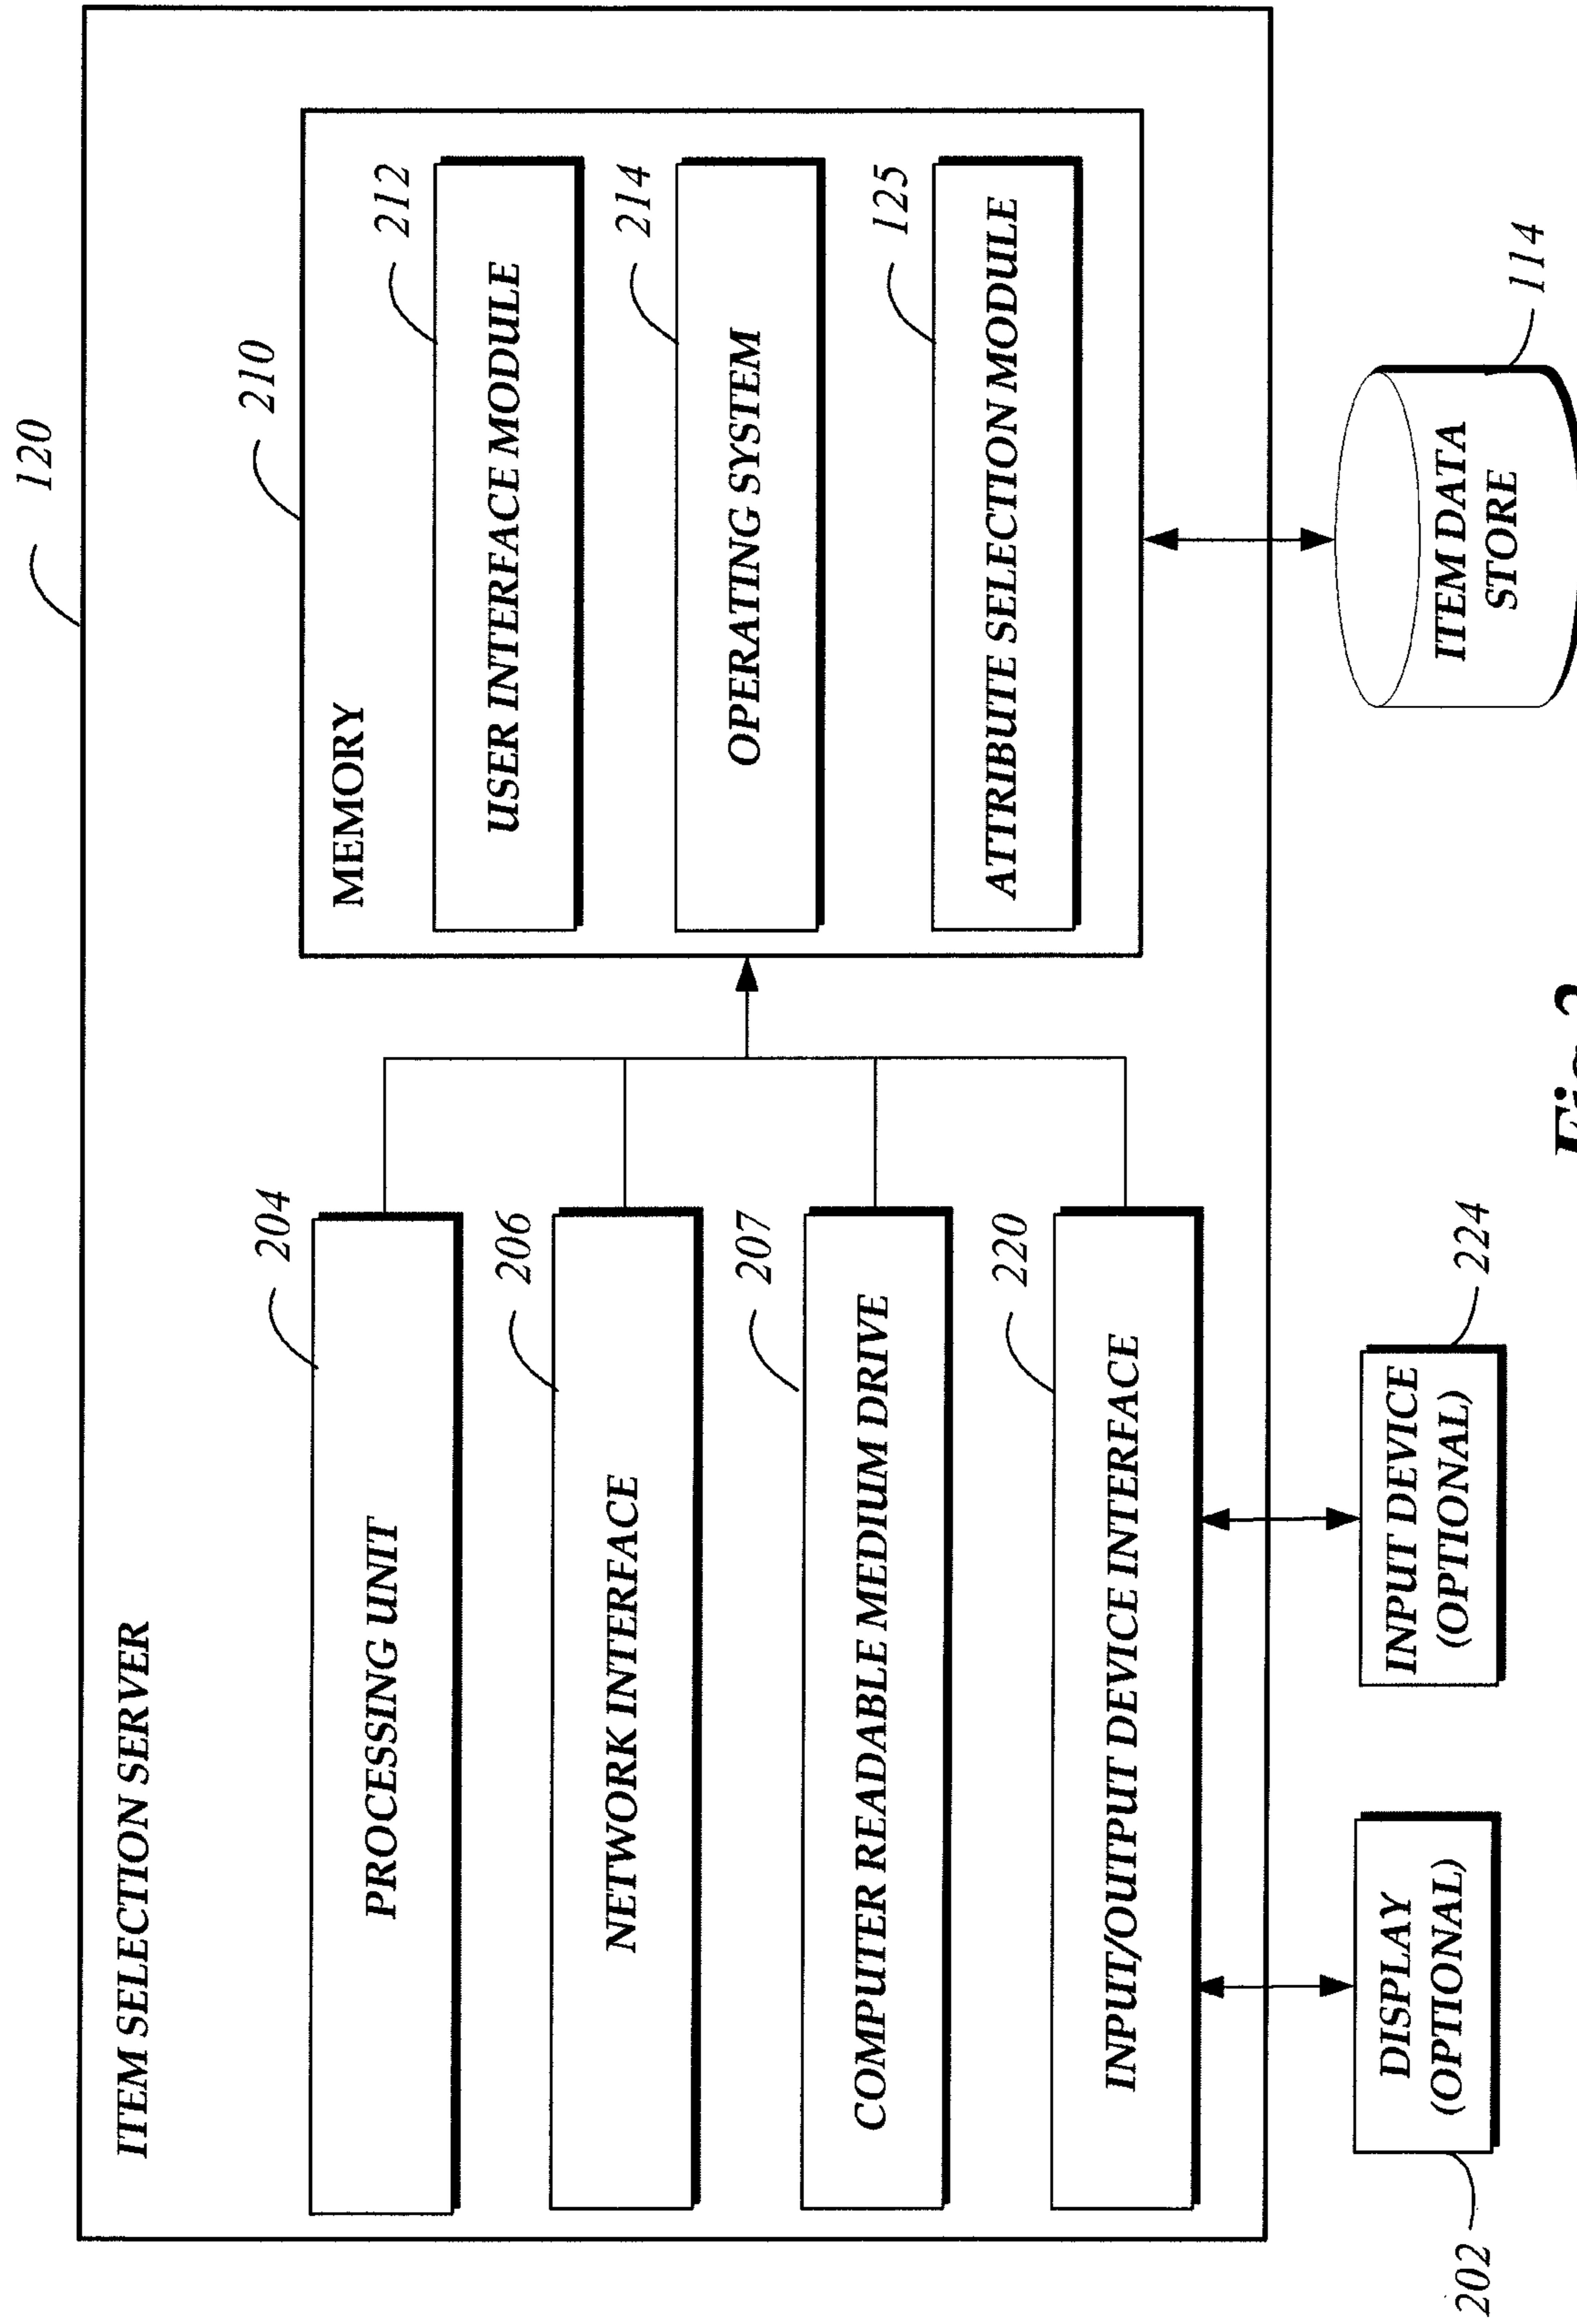 120
ITEM SELECTION SERVER
204
PROCESSING UNIT
206
NETWORK INTERFACE
207
COMPUTER READABLE MEDIUM DRIVE
220
INPUT/OUTPUT DEVICE INTERFACE
210
MEMORY
212
USER INTERFACE MODULE
214
OPERATING SYSTEM
125
ATTRIBUTE SELECTION MODULE
202
DISPLAY
(OPTIONAL)
INPUT DEVICE
(OPTIONAL)
224
ITEM DATA
STORE
114